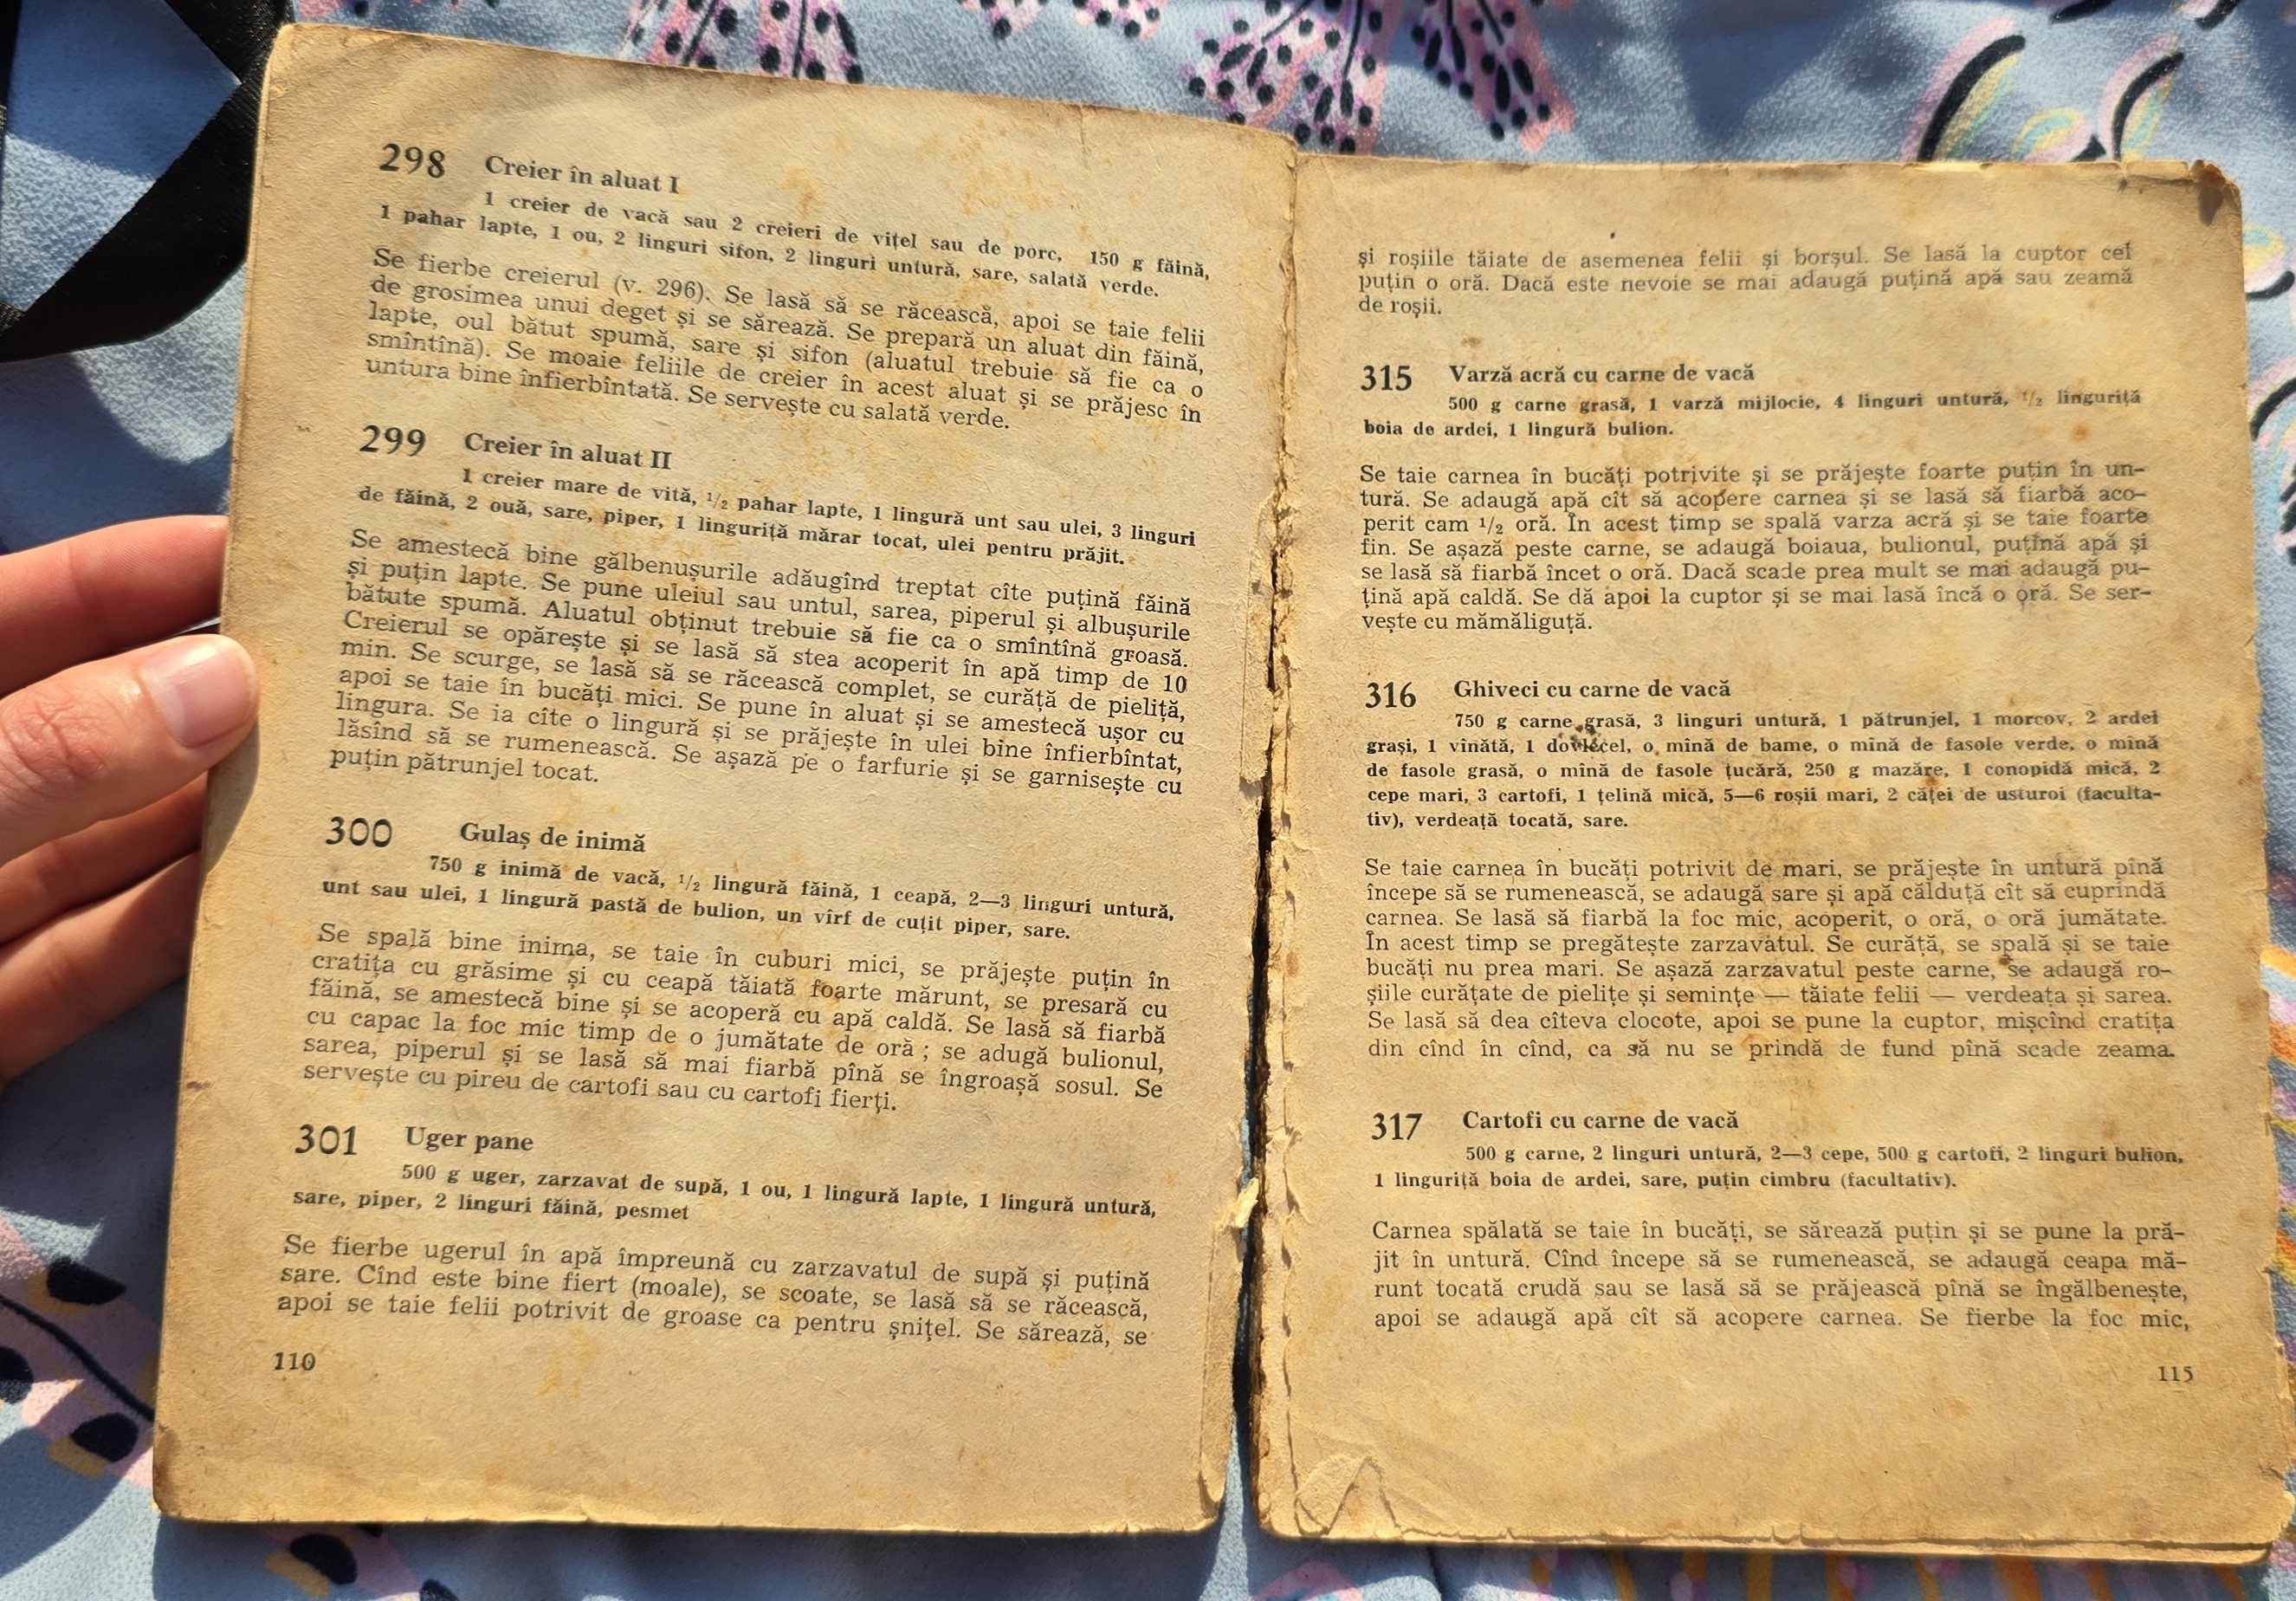 298 Creier în aluat I
1 creier de vacă sau 2 creieri de vițel sau de porc, 150 g făină,
1 pahar lapte, 1 ou, 2 linguri sifon, 2 linguri untură, sare, salată verde.
Se fierbe creierul (v. 296). Se lasă să se răcească, apoi se taie felii
de grosimea unui deget și se sărează. Se prepară un aluat din făină,
lapte, oul bătut spumă, sare și sifon (aluatul trebuie să fie ca o
smîntînă). Se moaie feliile de creier în acest aluat și se prăjesc în
untura bine înfierbîntată. Se servește cu salată verde.
299 Creier în aluat II
1 creier mare de vită, 1/2 pahar lapte, 1 lingură unt sau ulei, 3 linguri
de făină, 2 ouă, sare, piper, 1 linguriță mărar tocat, ulei pentru prăjit.
Se amestecă bine gălbenușurile adăugînd treptat cîte puțină făină
și puțin lapte. Se pune uleiul sau untul, sarea, piperul și albușurile
bătute spumă. Aluatul obținut trebuie să fie ca o smîntînă groasă.
Creierul se opărește și se lasă să stea acoperit în apă timp de 10
min. Se scurge, se lasă să se răcească complet, se curăță de pieliță,
apoi se taie în bucăți mici. Se pune în aluat și se amestecă ușor cu
lingura. Se ia cîte o lingură și se prăjește în ulei bine înfierbîntat,
lăsînd să se rumenească. Se așază pe o farfurie și se garnisește cu
puțin pătrunjel tocat.
300 Gulaș de inimă
750 g inimă de vacă, 1/2 lingură făină, 1 ceapă, 2—3 linguri untură,
unt sau ulei, 1 lingură pastă de bulion, un vîrf de cuțit piper, sare.
Se spală bine inima, se taie în cuburi mici, se prăjește puțin în
cratița cu grăsime și cu ceapă tăiată foarte mărunt, se presară cu
făină, se amestecă bine și se acoperă cu apă caldă. Se lasă să fiarbă
cu capac la foc mic timp de o jumătate de oră ; se adugă bulionul,
sarea, piperul și se lasă să mai fiarbă pînă se îngroașă sosul. Se
servește cu pireu de cartofi sau cu cartofi fierți.
301 Uger pane
500 g uger, zarzavat de supă, 1 ou, 1 lingură lapte, 1 lingură untură,
sare, piper, 2 linguri făină, pesmet
Se fierbe ugerul în apă împreună cu zarzavatul de supă și puțină
sare. Cînd este bine fiert (moale), se scoate, se lasă să se răcească,
apoi se taie felii potrivit de groase ca pentru șnițel. Se sărează, se
110
și roșiile tăiate de asemenea felii și borșul. Se lasă la cuptor cel
puțin o oră. Dacă este nevoie se mai adaugă puțină apă sau zeamă
de roșii.
315 Varză acră cu carne de vacă
500 g carne grasă, 1 varză mijlocie, 4 linguri untură, 1/2 linguriță
boia de ardei, 1 lingură bulion.
Se taie carnea în bucăți potrivite și se prăjește foarte puțin în un-
tură. Se adaugă apă cît să acopere carnea și se lasă să fiarbă aco-
perit cam 1/2 oră. În acest timp se spală varza acră și se taie foarte
fin. Se așază peste carne, se adaugă boiaua, bulionul, puțină apă și
se lasă să fiarbă încet o oră. Dacă scade prea mult se mai adaugă pu-
țină apă caldă. Se dă apoi la cuptor și se mai lasă încă o oră. Se ser-
vește cu mămăliguță.
316 Ghiveci cu carne de vacă
750 g carne grasă, 3 linguri untură, 1 pătrunjel, 1 morcov, 2 ardei
grași, 1 vînătă, 1 dovlecel, o mînă de bame, o mînă de fasole verde, o mînă
de fasole grasă, o mînă de fasole țucără, 250 g mazăre, 1 conopidă mică, 2
cepe mari, 3 cartofi, 1 țelină mică, 5—6 roșii mari, 2 căței de usturoi (faculta-
tiv), verdeață tocată, sare.
Se taie carnea în bucăți potrivit de mari, se prăjește în untură pînă
începe să se rumenească, se adaugă sare și apă călduță cît să cuprindă
carnea. Se lasă să fiarbă la foc mic, acoperit, o oră, o oră jumătate.
În acest timp se pregătește zarzavatul. Se curăță, se spală și se taie
bucăți nu prea mari. Se așază zarzavatul peste carne, se adaugă ro-
șiile curățate de pielițe și semințe — tăiate felii — verdeața și sarea.
Se lasă să dea cîteva clocote, apoi se pune la cuptor, mișcînd cratița
din cînd în cînd, ca să nu se prindă de fund pînă scade zeama.
317 Cartofi cu carne de vacă
500 g carne, 2 linguri untură, 2—3 cepe, 500 g cartofi, 2 linguri bulion,
1 linguriță boia de ardei, sare, puțin cimbru (facultativ).
Carnea spălată se taie în bucăți, se sărează puțin și se pune la pră-
jit în untură. Cînd începe să se rumenească, se adaugă ceapa mă-
runt tocată crudă sau se lasă să se prăjească pînă se îngălbenește,
apoi se adaugă apă cît să acopere carnea. Se fierbe la foc mic,
115